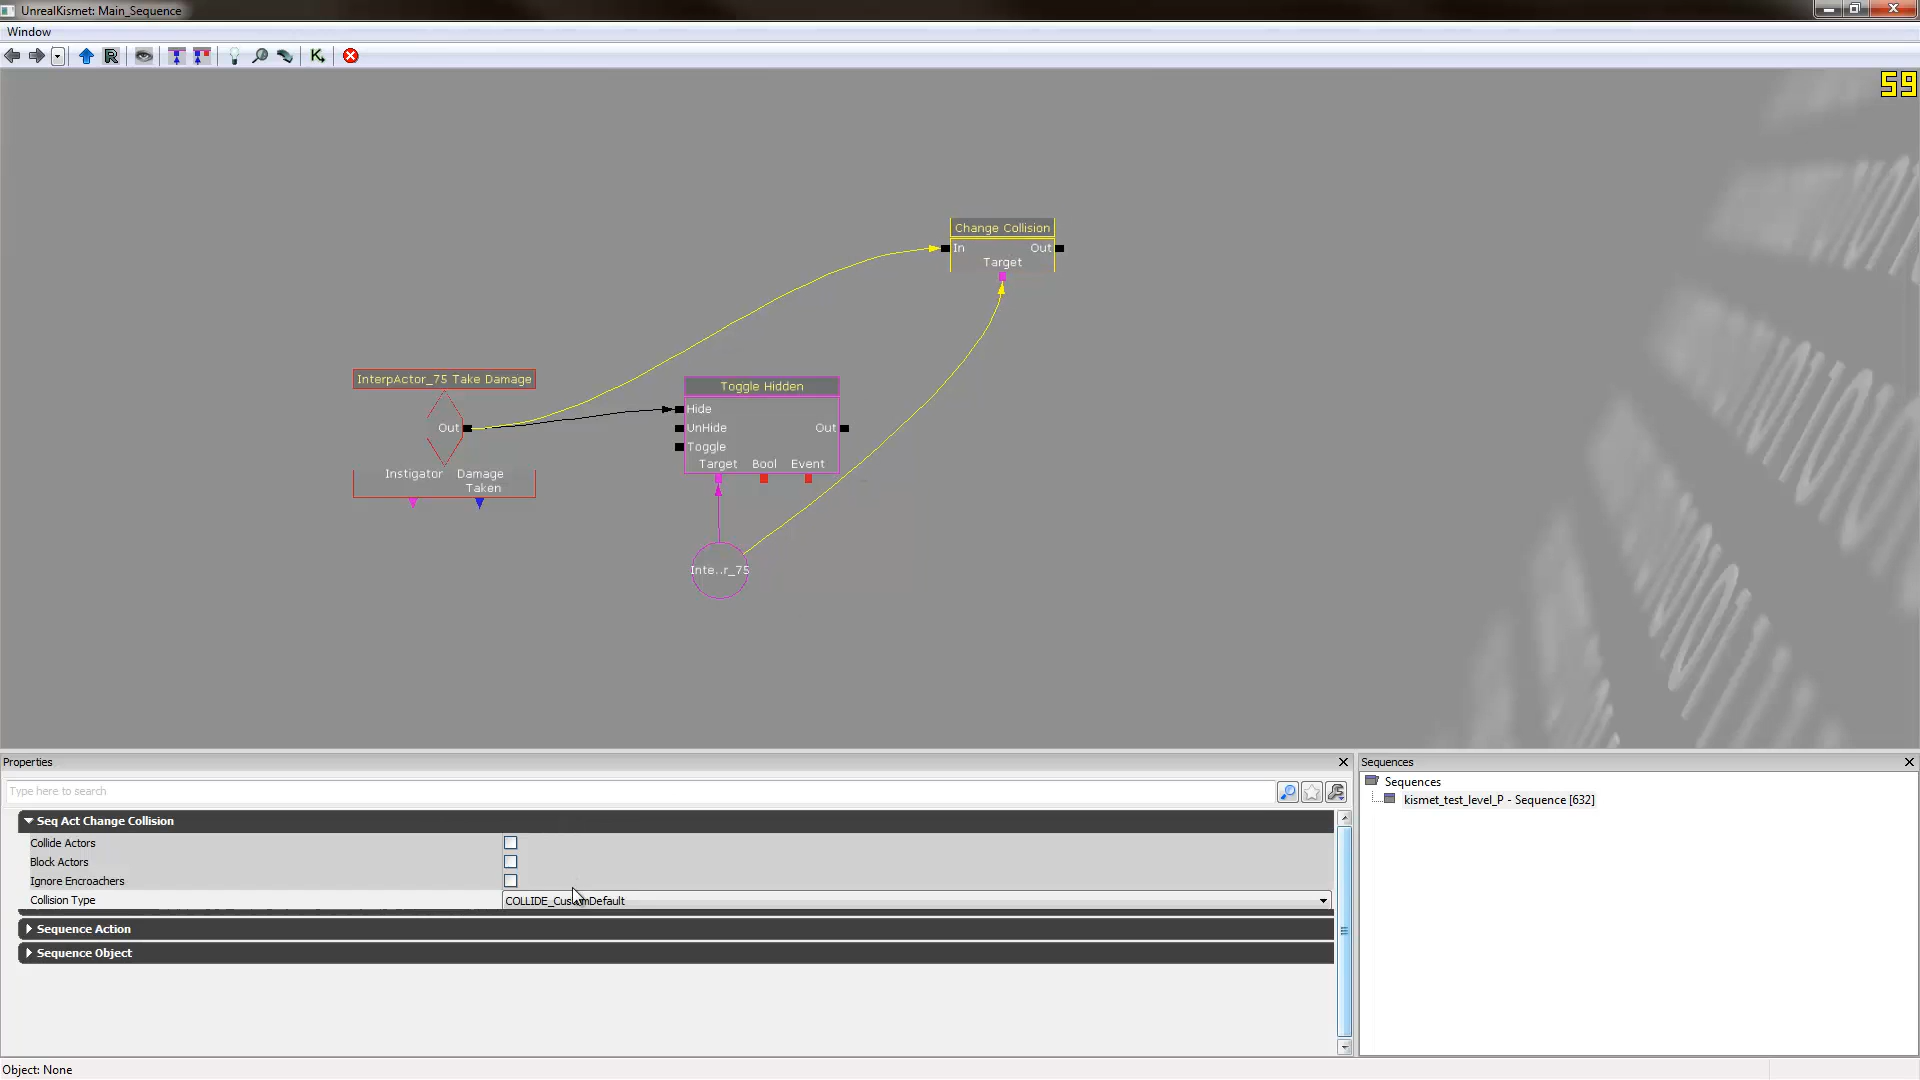 UnrealKismet: Main_Sequence
Window
59
Change Collision
In Out
Target
InterpActor_75 Take Damage
Out
Instigator Damage
Taken
Toggle Hidden
Hide
UnHide Out
Toggle
Target Bool Event
Inte..r_75
Properties
Type here to search
Seq Act Change Collision
Collide Actors
Block Actors
Ignore Encroachers
Collision Type COLLIDE_CustomDefault
Sequence Action
Sequence Object
Sequences
Sequences
kismet_test_level_P - Sequence [632]
Object: None